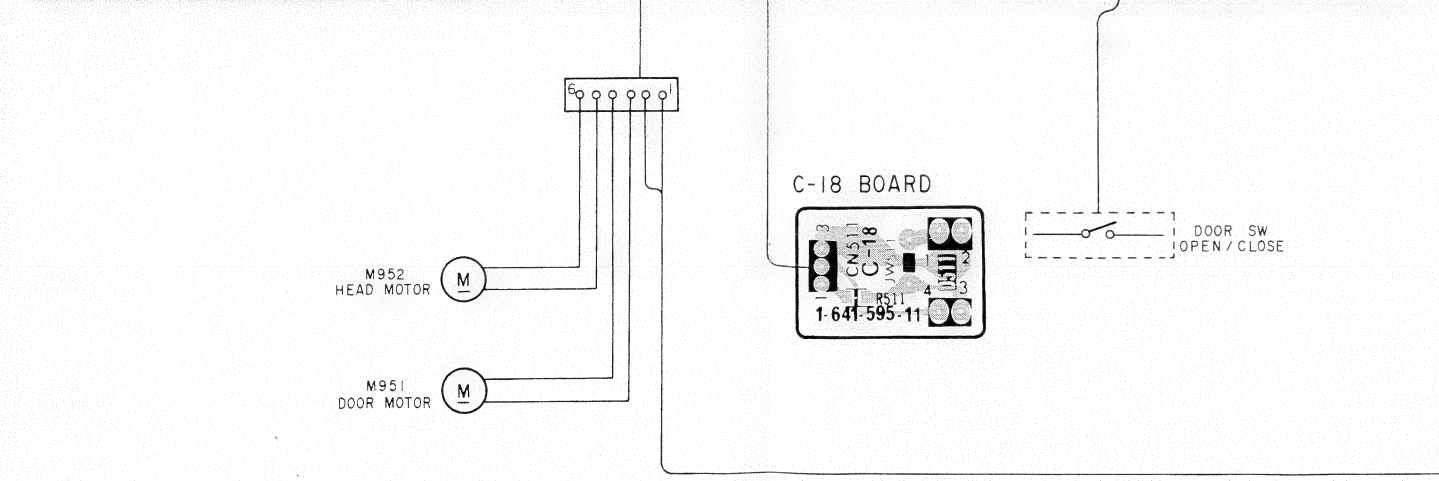 6 1
C-18 BOARD
3
CN511
C-18
1
2
DOOR SW
OPEN/CLOSE
M952
HEAD MOTOR
M
4
3
1
R511
1-641-595-11
M951
DOOR MOTOR
M